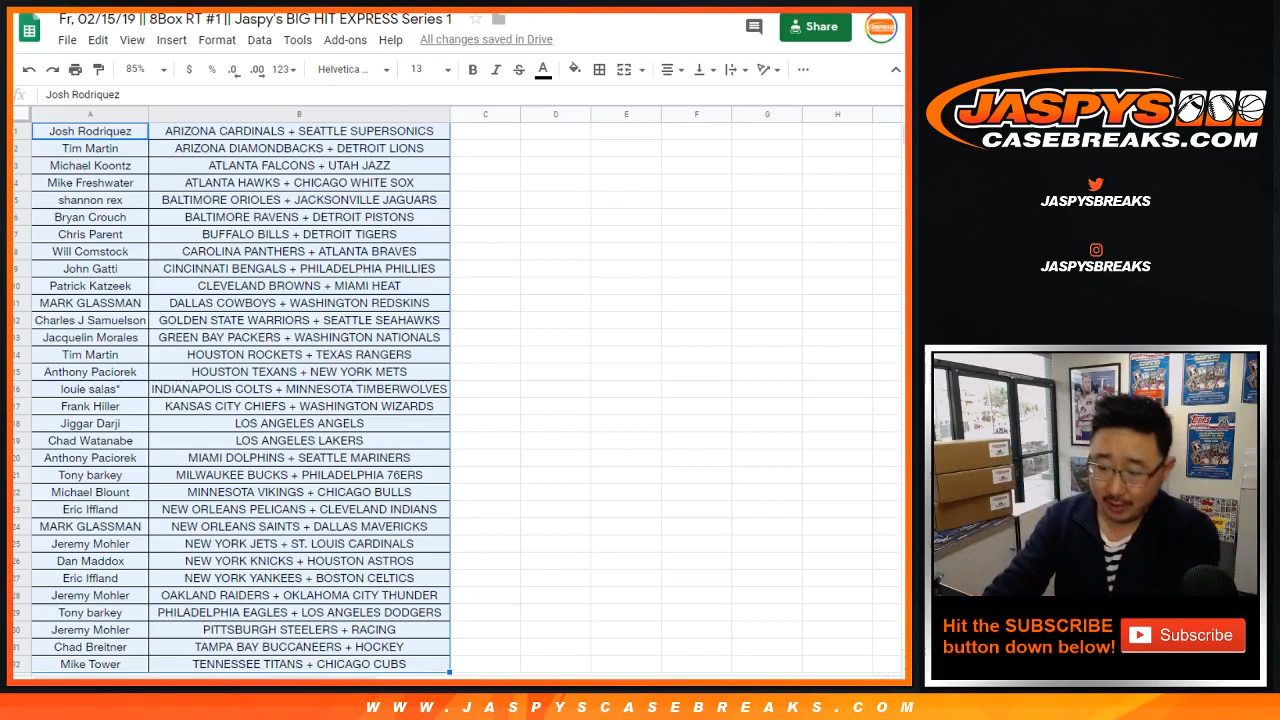 Fr, 02/15/19 || 8Box RT #1 || Jaspy's BIG HIT EXPRESS Series 1
File Edit View Insert Format Data Tools Add-ons Help All changes saved in Drive
Share
85% $ % .0 .00 123 Helvetica ... 13 B I S A
fx Josh Rodriquez
A B C D E F G H
1 Josh Rodriquez ARIZONA CARDINALS + SEATTLE SUPERSONICS
2 Tim Martin ARIZONA DIAMONDBACKS + DETROIT LIONS
3 Michael Koontz ATLANTA FALCONS + UTAH JAZZ
4 Mike Freshwater ATLANTA HAWKS + CHICAGO WHITE SOX
5 shannon rex BALTIMORE ORIOLES + JACKSONVILLE JAGUARS
6 Bryan Crouch BALTIMORE RAVENS + DETROIT PISTONS
7 Chris Parent BUFFALO BILLS + DETROIT TIGERS
8 Will Comstock CAROLINA PANTHERS + ATLANTA BRAVES
9 John Gatti CINCINNATI BENGALS + PHILADELPHIA PHILLIES
10 Patrick Katzeek CLEVELAND BROWNS + MIAMI HEAT
11 MARK GLASSMAN DALLAS COWBOYS + WASHINGTON REDSKINS
12 Charles J Samuelson GOLDEN STATE WARRIORS + SEATTLE SEAHAWKS
13 Jacquelin Morales GREEN BAY PACKERS + WASHINGTON NATIONALS
14 Tim Martin HOUSTON ROCKETS + TEXAS RANGERS
15 Anthony Paciorek HOUSTON TEXANS + NEW YORK METS
16 louie salas* INDIANAPOLIS COLTS + MINNESOTA TIMBERWOLVES
17 Frank Hiller KANSAS CITY CHIEFS + WASHINGTON WIZARDS
18 Jiggar Darji LOS ANGELES ANGELS
19 Chad Watanabe LOS ANGELES LAKERS
20 Anthony Paciorek MIAMI DOLPHINS + SEATTLE MARINERS
21 Tony barkey MILWAUKEE BUCKS + PHILADELPHIA 76ERS
22 Michael Blount MINNESOTA VIKINGS + CHICAGO BULLS
23 Eric Iffland NEW ORLEANS PELICANS + CLEVELAND INDIANS
24 MARK GLASSMAN NEW ORLEANS SAINTS + DALLAS MAVERICKS
25 Jeremy Mohler NEW YORK JETS + ST. LOUIS CARDINALS
26 Dan Maddox NEW YORK KNICKS + HOUSTON ASTROS
27 Eric Iffland NEW YORK YANKEES + BOSTON CELTICS
28 Jeremy Mohler OAKLAND RAIDERS + OKLAHOMA CITY THUNDER
29 Tony barkey PHILADELPHIA EAGLES + LOS ANGELES DODGERS
30 Jeremy Mohler PITTSBURGH STEELERS + RACING
31 Chad Breitner TAMPA BAY BUCCANEERS + HOCKEY
32 Mike Tower TENNESSEE TITANS + CHICAGO CUBS
JASPYS
CASEBREAKS.COM
JASPYSBREAKS
JASPYSBREAKS
Hit the SUBSCRIBE
button down below!
Subscribe
WWW.JASPYSCASEBREAKS.COM